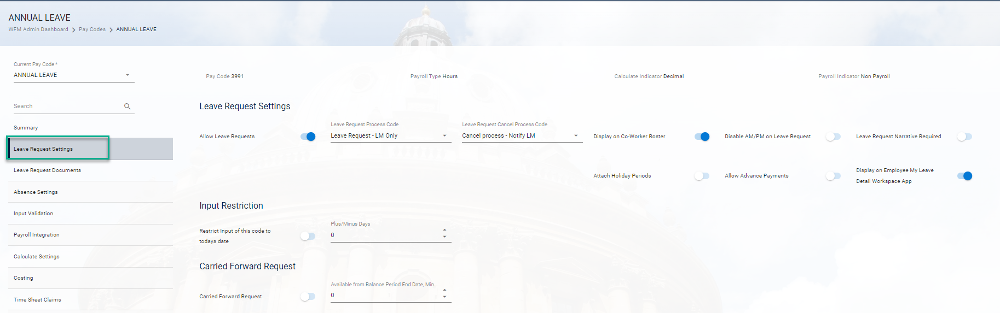 ANNUAL LEAVE
WFM Admin Dashboard > Pay Codes > ANNUAL LEAVE
Current Pay Code *
ANNUAL LEAVE
Pay Code 3991
Payroll Type Hours
Calculate Indicator Decimal
Payroll Indicator Non Payroll
Search
Summary
Leave Request Settings
Leave Request Documents
Absence Settings
Input Validation
Payroll Integration
Calculate Settings
Costing
Time Sheet Claims
Leave Request Settings
Allow Leave Requests
Leave Request Process Code
Leave Request - LM Only
Leave Request Cancel Process Code
Cancel process - Notify LM
Display on Co-Worker Roster
Disable AM/PM on Leave Request
Leave Request Narrative Required
Attach Holiday Periods
Allow Advance Payments
Display on Employee My Leave
Detail Workspace App
Input Restriction
Restrict Input of this code to
todays date
Plus/Minus Days
0
Carried Forward Request
Carried Forward Request
Available from Balance Period End Date, Min...
0